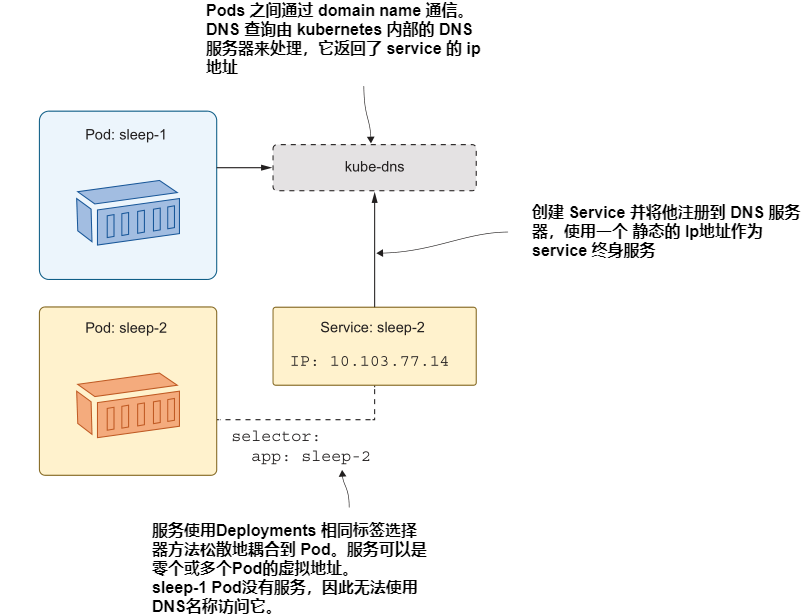 Pods 之间通过 domain name 通信。
DNS 查询由 kubernetes 内部的 DNS
服务器来处理，它返回了 service 的 ip
地址
Pod: sleep-1
kube-dns
创建 Service 并将他注册到 DNS 服务
器，使用一个 静态的 Ip地址作为
service 终身服务
Pod: sleep-2
Service: sleep-2
IP: 10.103.77.14
selector:
app: sleep-2
服务使用Deployments 相同标签选择
器方法松散地耦合到 Pod。服务可以是
零个或多个Pod的虚拟地址。
sleep-1 Pod没有服务，因此无法使用
DNS名称访问它。